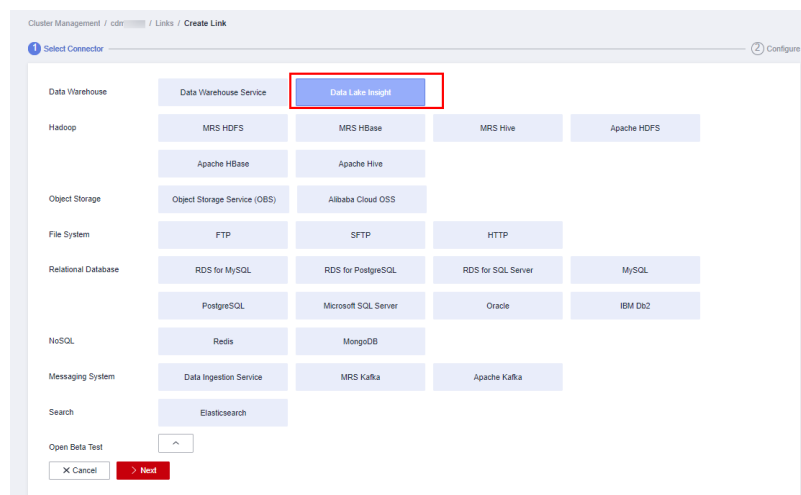 Cluster Management / cdm / Links / Create Link
1 Select Connector 2 Configure
Data Warehouse Data Warehouse Service Data Lake Insight
Hadoop MRS HDFS MRS HBase MRS Hive Apache HDFS
Apache HBase Apache Hive
Object Storage Object Storage Service (OBS) Alibaba Cloud OSS
File System FTP SFTP HTTP
Relational Database RDS for MySQL RDS for PostgreSQL RDS for SQL Server MySQL
PostgreSQL Microsoft SQL Server Oracle IBM Db2
NoSQL Redis MongoDB
Messaging System Data Ingestion Service MRS Kafka Apache Kafka
Search Elasticsearch
Open Beta Test
Cancel Next